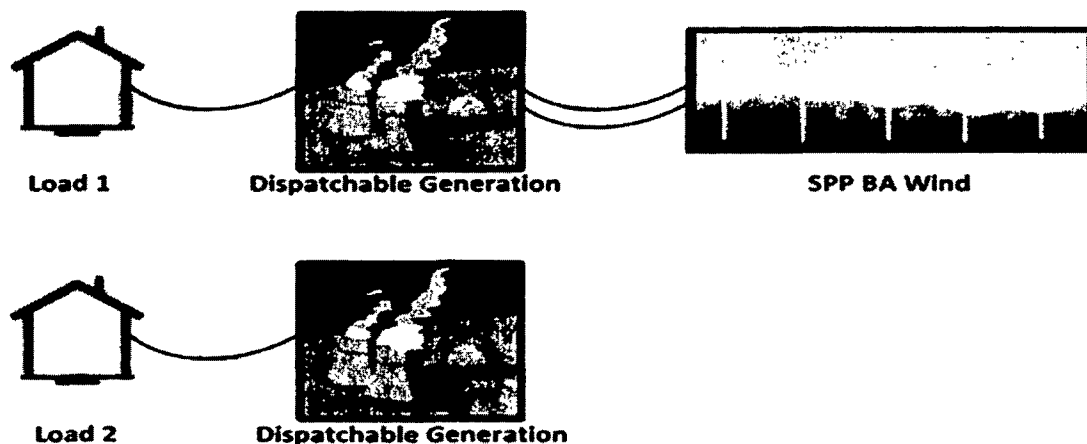 Load 1
Dispatchable Generation
SPP BA Wind
Load 2
Dispatchable Generation